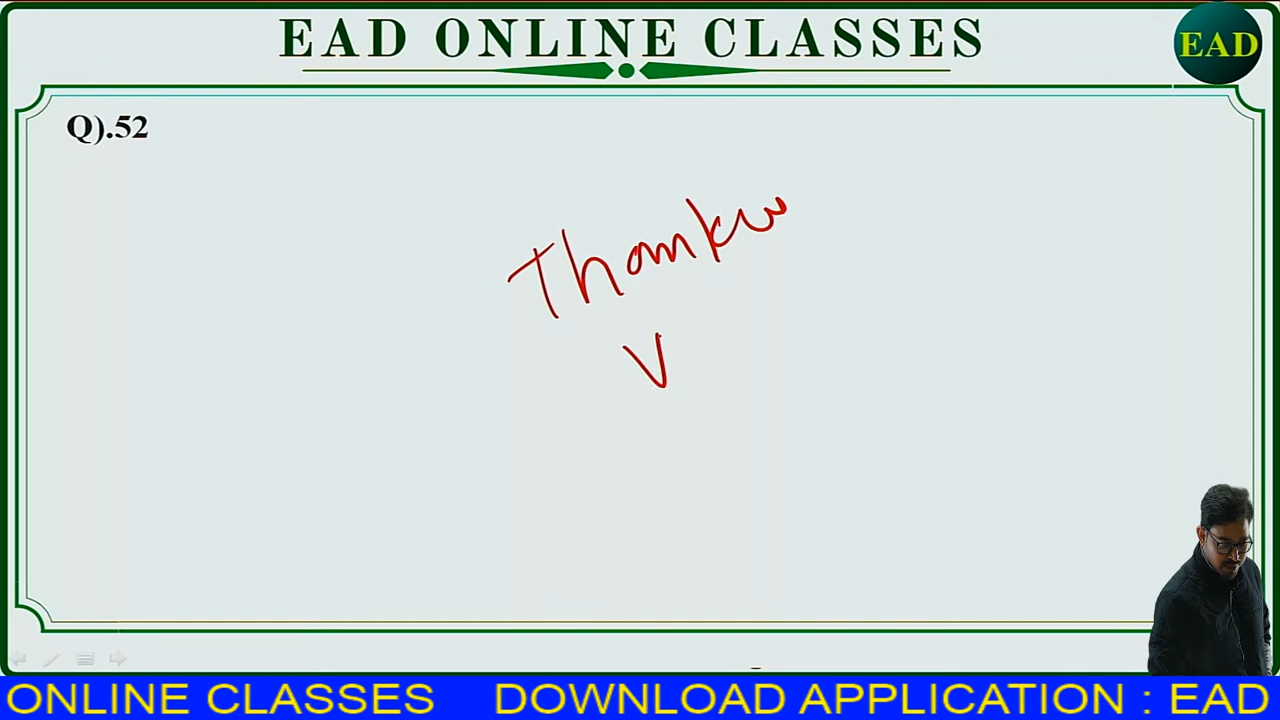 EAD ONLINE CLASSES
EAD
Q).52
Thanku
V
ONLINE CLASSES DOWNLOAD APPLICATION : EAD